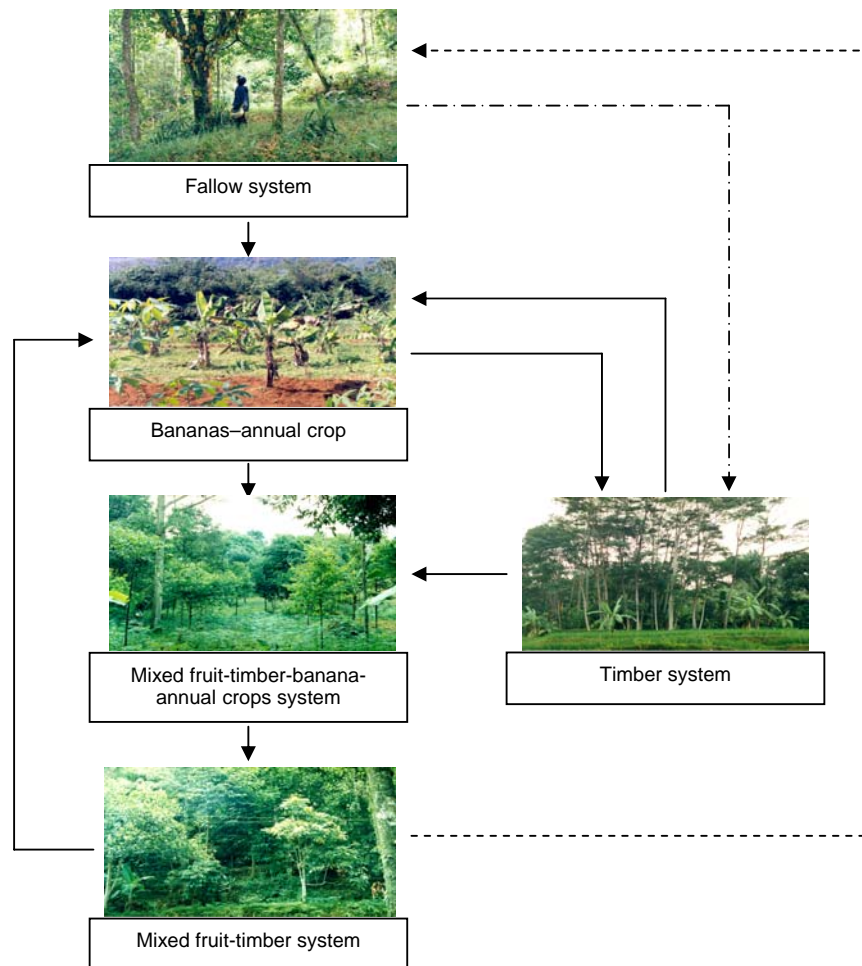 Fallow system
Bananas–annual crop
Mixed fruit-timber-banana-
annual crops system
Timber system
Mixed fruit-timber system